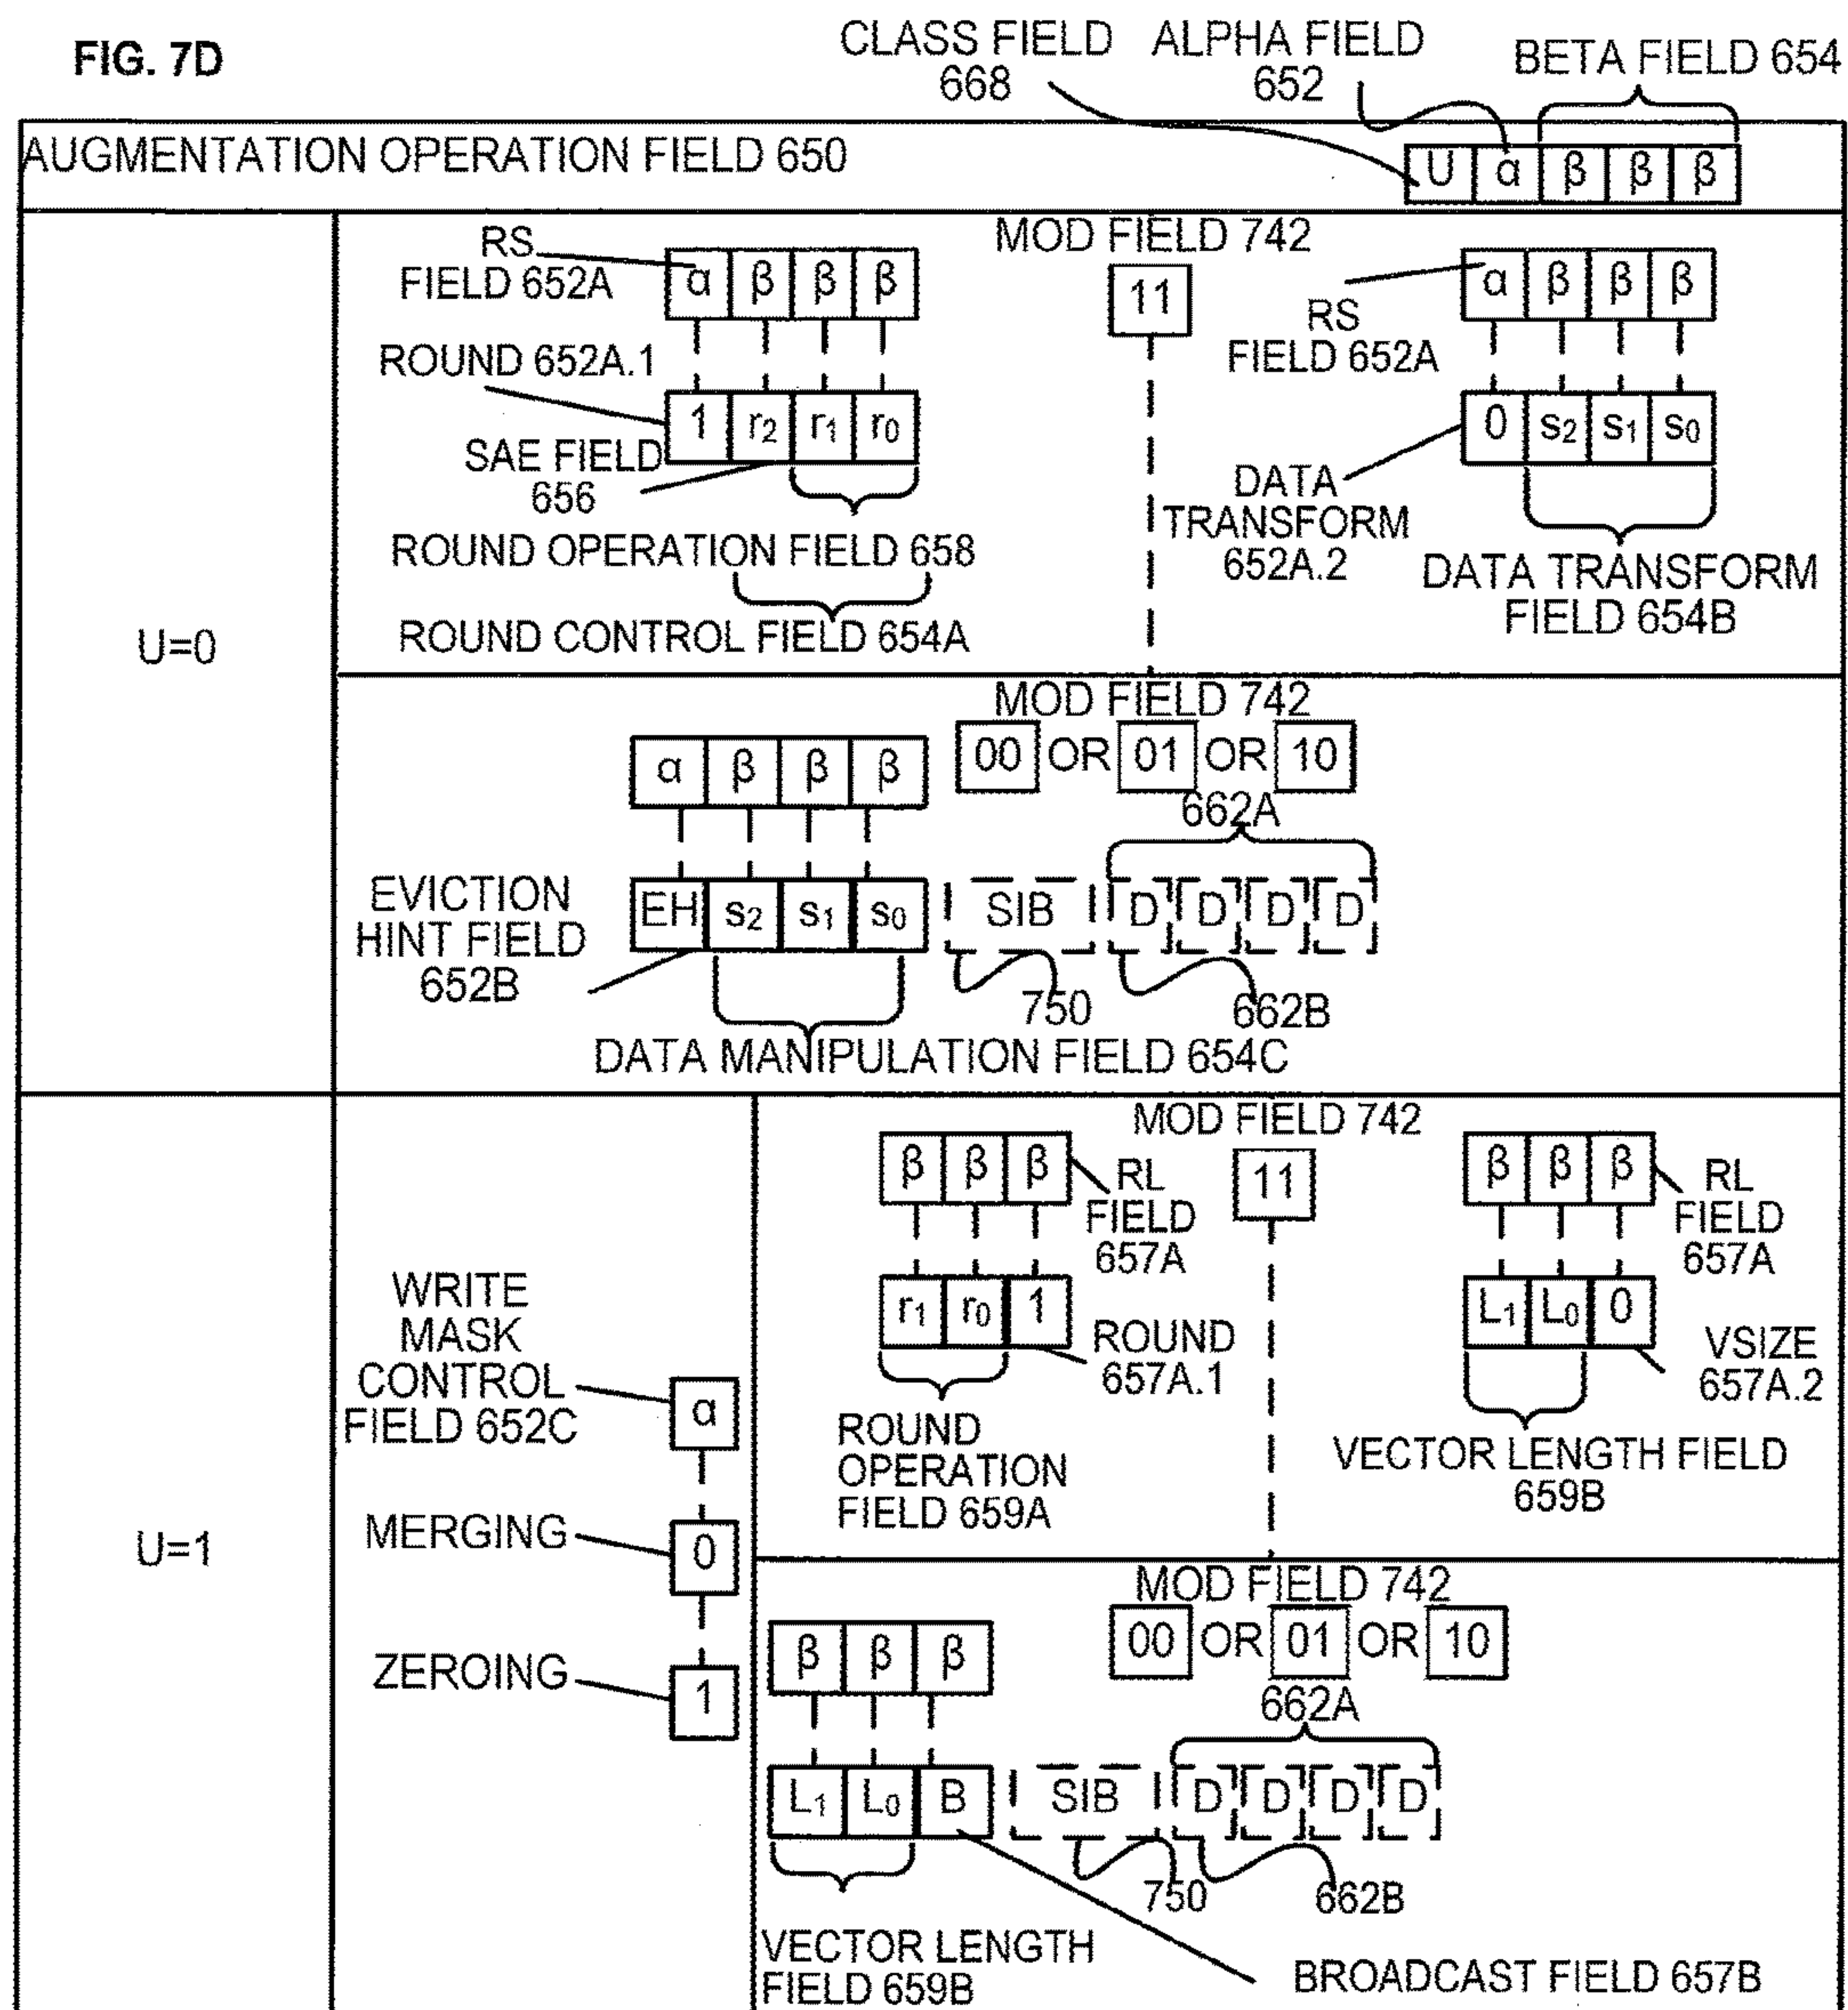 FIG. 7D
CLASS FIELD
668
ALPHA FIELD
652
BETA FIELD 654
AUGMENTATION OPERATION FIELD 650
U α β β β
U=0
RS
FIELD 652A
α β β β
ROUND 652A.1
1 r2 r1 r0
SAE FIELD
656
ROUND OPERATION FIELD 658
ROUND CONTROL FIELD 654A
MOD FIELD 742
11
α β β β
RS
FIELD 652A
0 s2 s1 s0
DATA
TRANSFORM
652A.2
DATA TRANSFORM
FIELD 654B
MOD FIELD 742
00 OR 01 OR 10
α β β β
662A
EVICTION
HINT FIELD
652B
EH s2 s1 s0 SIB D D D D
750
662B
DATA MANIPULATION FIELD 654C
U=1
WRITE
MASK
CONTROL
FIELD 652C
α
MERGING
0
ZEROING
1
MOD FIELD 742
11
β β β
RL
FIELD
657A
r1 r0 1
ROUND
657A.1
ROUND
OPERATION
FIELD 659A
β β β
RL
FIELD
657A
L1 L0 0
VSIZE
657A.2
VECTOR LENGTH FIELD
659B
MOD FIELD 742
00 OR 01 OR 10
β β β
662A
L1 L0 B SIB D D D D
750
662B
VECTOR LENGTH
FIELD 659B
BROADCAST FIELD 657B